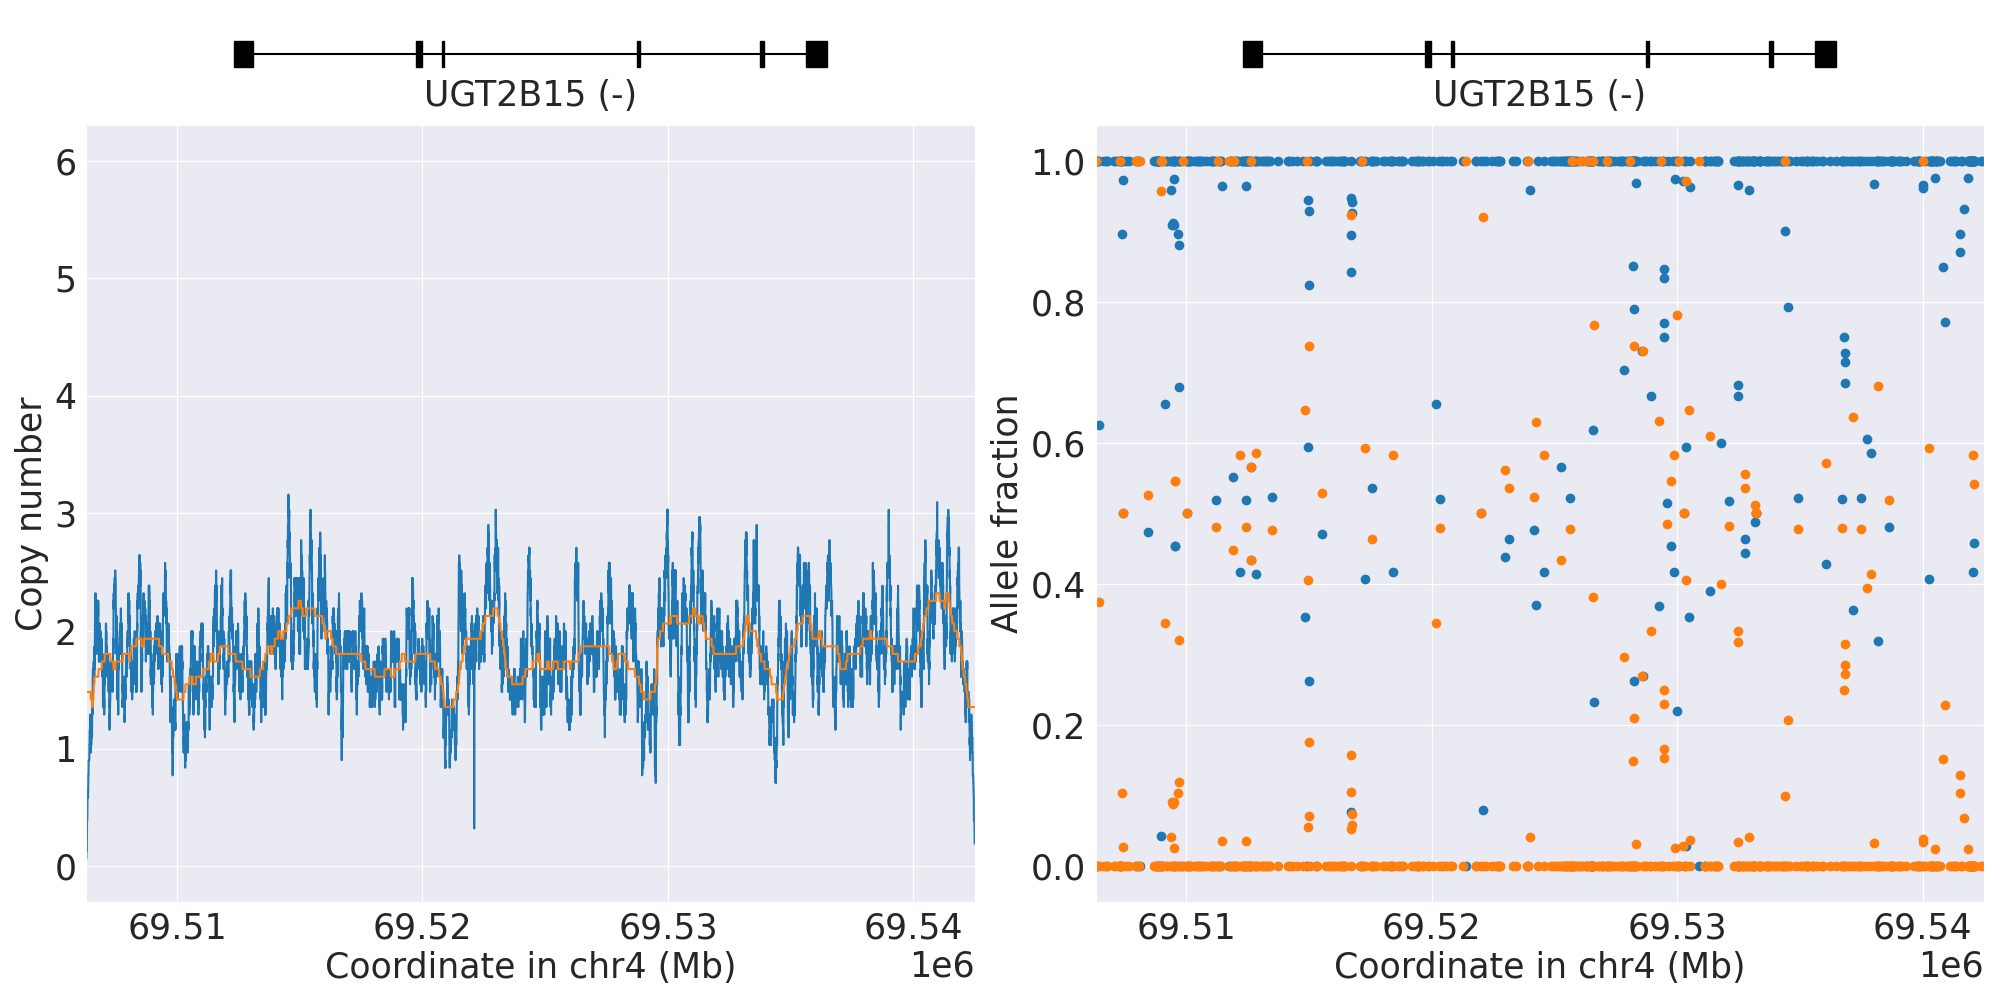 UGT2B15 (-)
UGT2B15 (-)
6
5
4
3
2
1
0
Copy number
69.51
69.52
69.53
69.54
Coordinate in chr4 (Mb)
1e6
1.0
0.8
0.6
0.4
0.2
0.0
Allele fraction
69.51
69.52
69.53
69.54
Coordinate in chr4 (Mb)
1e6